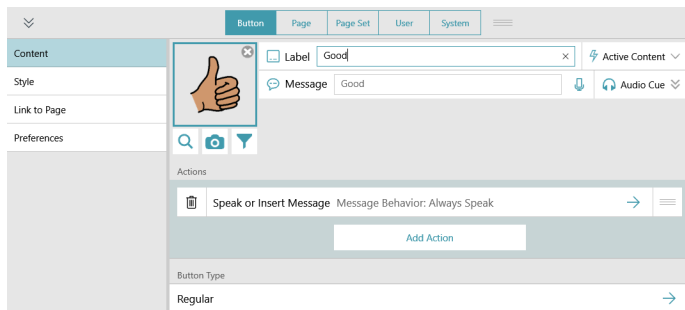 Button Page Page Set User System
Content
Style
Link to Page
Preferences
Label Good Active Content
Message Good Audio Cue
Actions
Speak or Insert Message Message Behavior: Always Speak
Add Action
Button Type
Regular